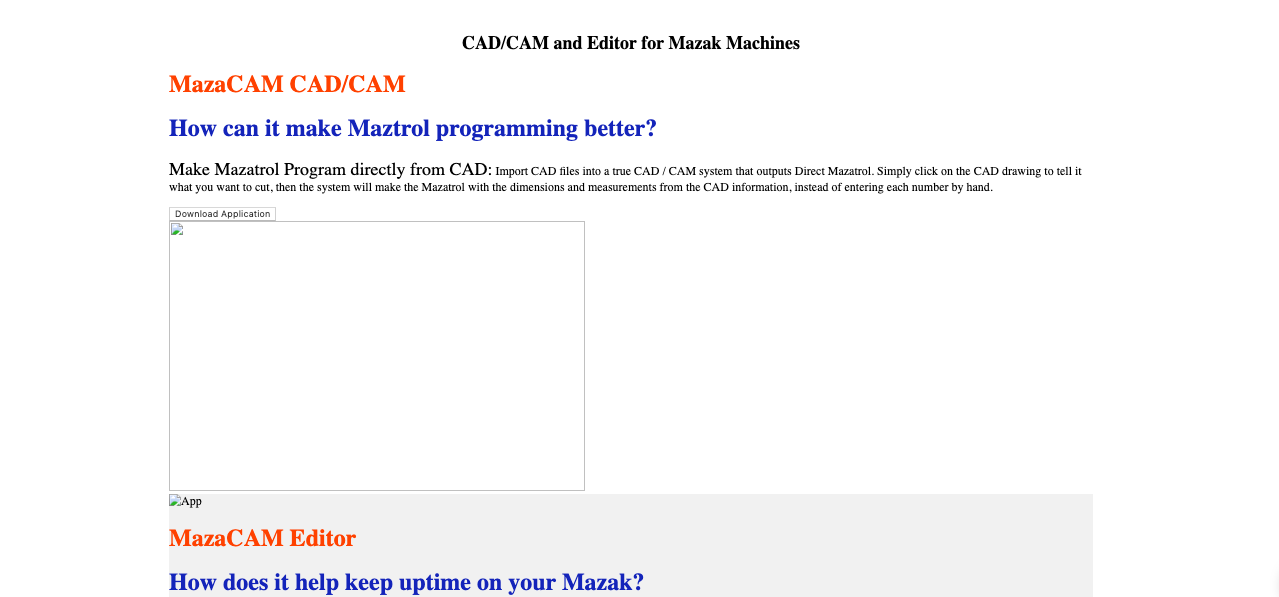 CAD/CAM and Editor for Mazak Machines
MazaCAM CAD/CAM
How can it make Maztrol programming better?
Make Mazatrol Program directly from CAD: Import CAD files into a true CAD / CAM system that outputs Direct Mazatrol. Simply click on the CAD drawing to tell it
what you want to cut, then the system will make the Mazatrol with the dimensions and measurements from the CAD information, instead of entering each number by hand.
Download Application
App
MazaCAM Editor
How does it help keep uptime on your Mazak?